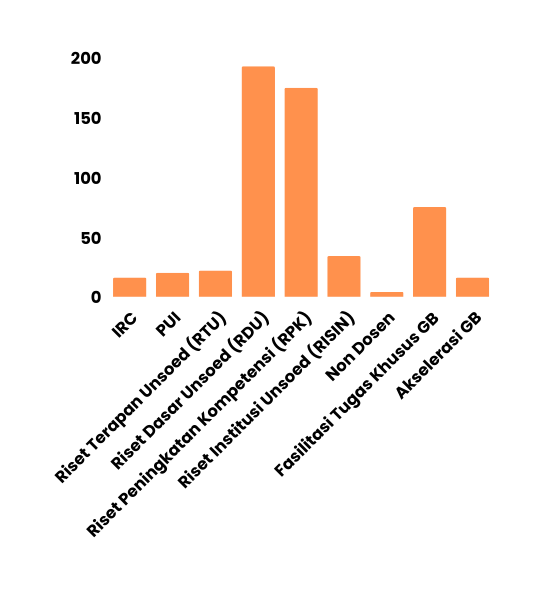 200
150
100
50
0
IRC
PUI
Riset Terapan Unsoed (RTU)
Riset Dasar Unsoed (RDU)
Riset Peningkatan Kompetensi (RPK)
Riset Institusi Unsoed (RISIN)
Non Dosen
Fasilitasi Tugas Khusus GB
Akselerasi GB